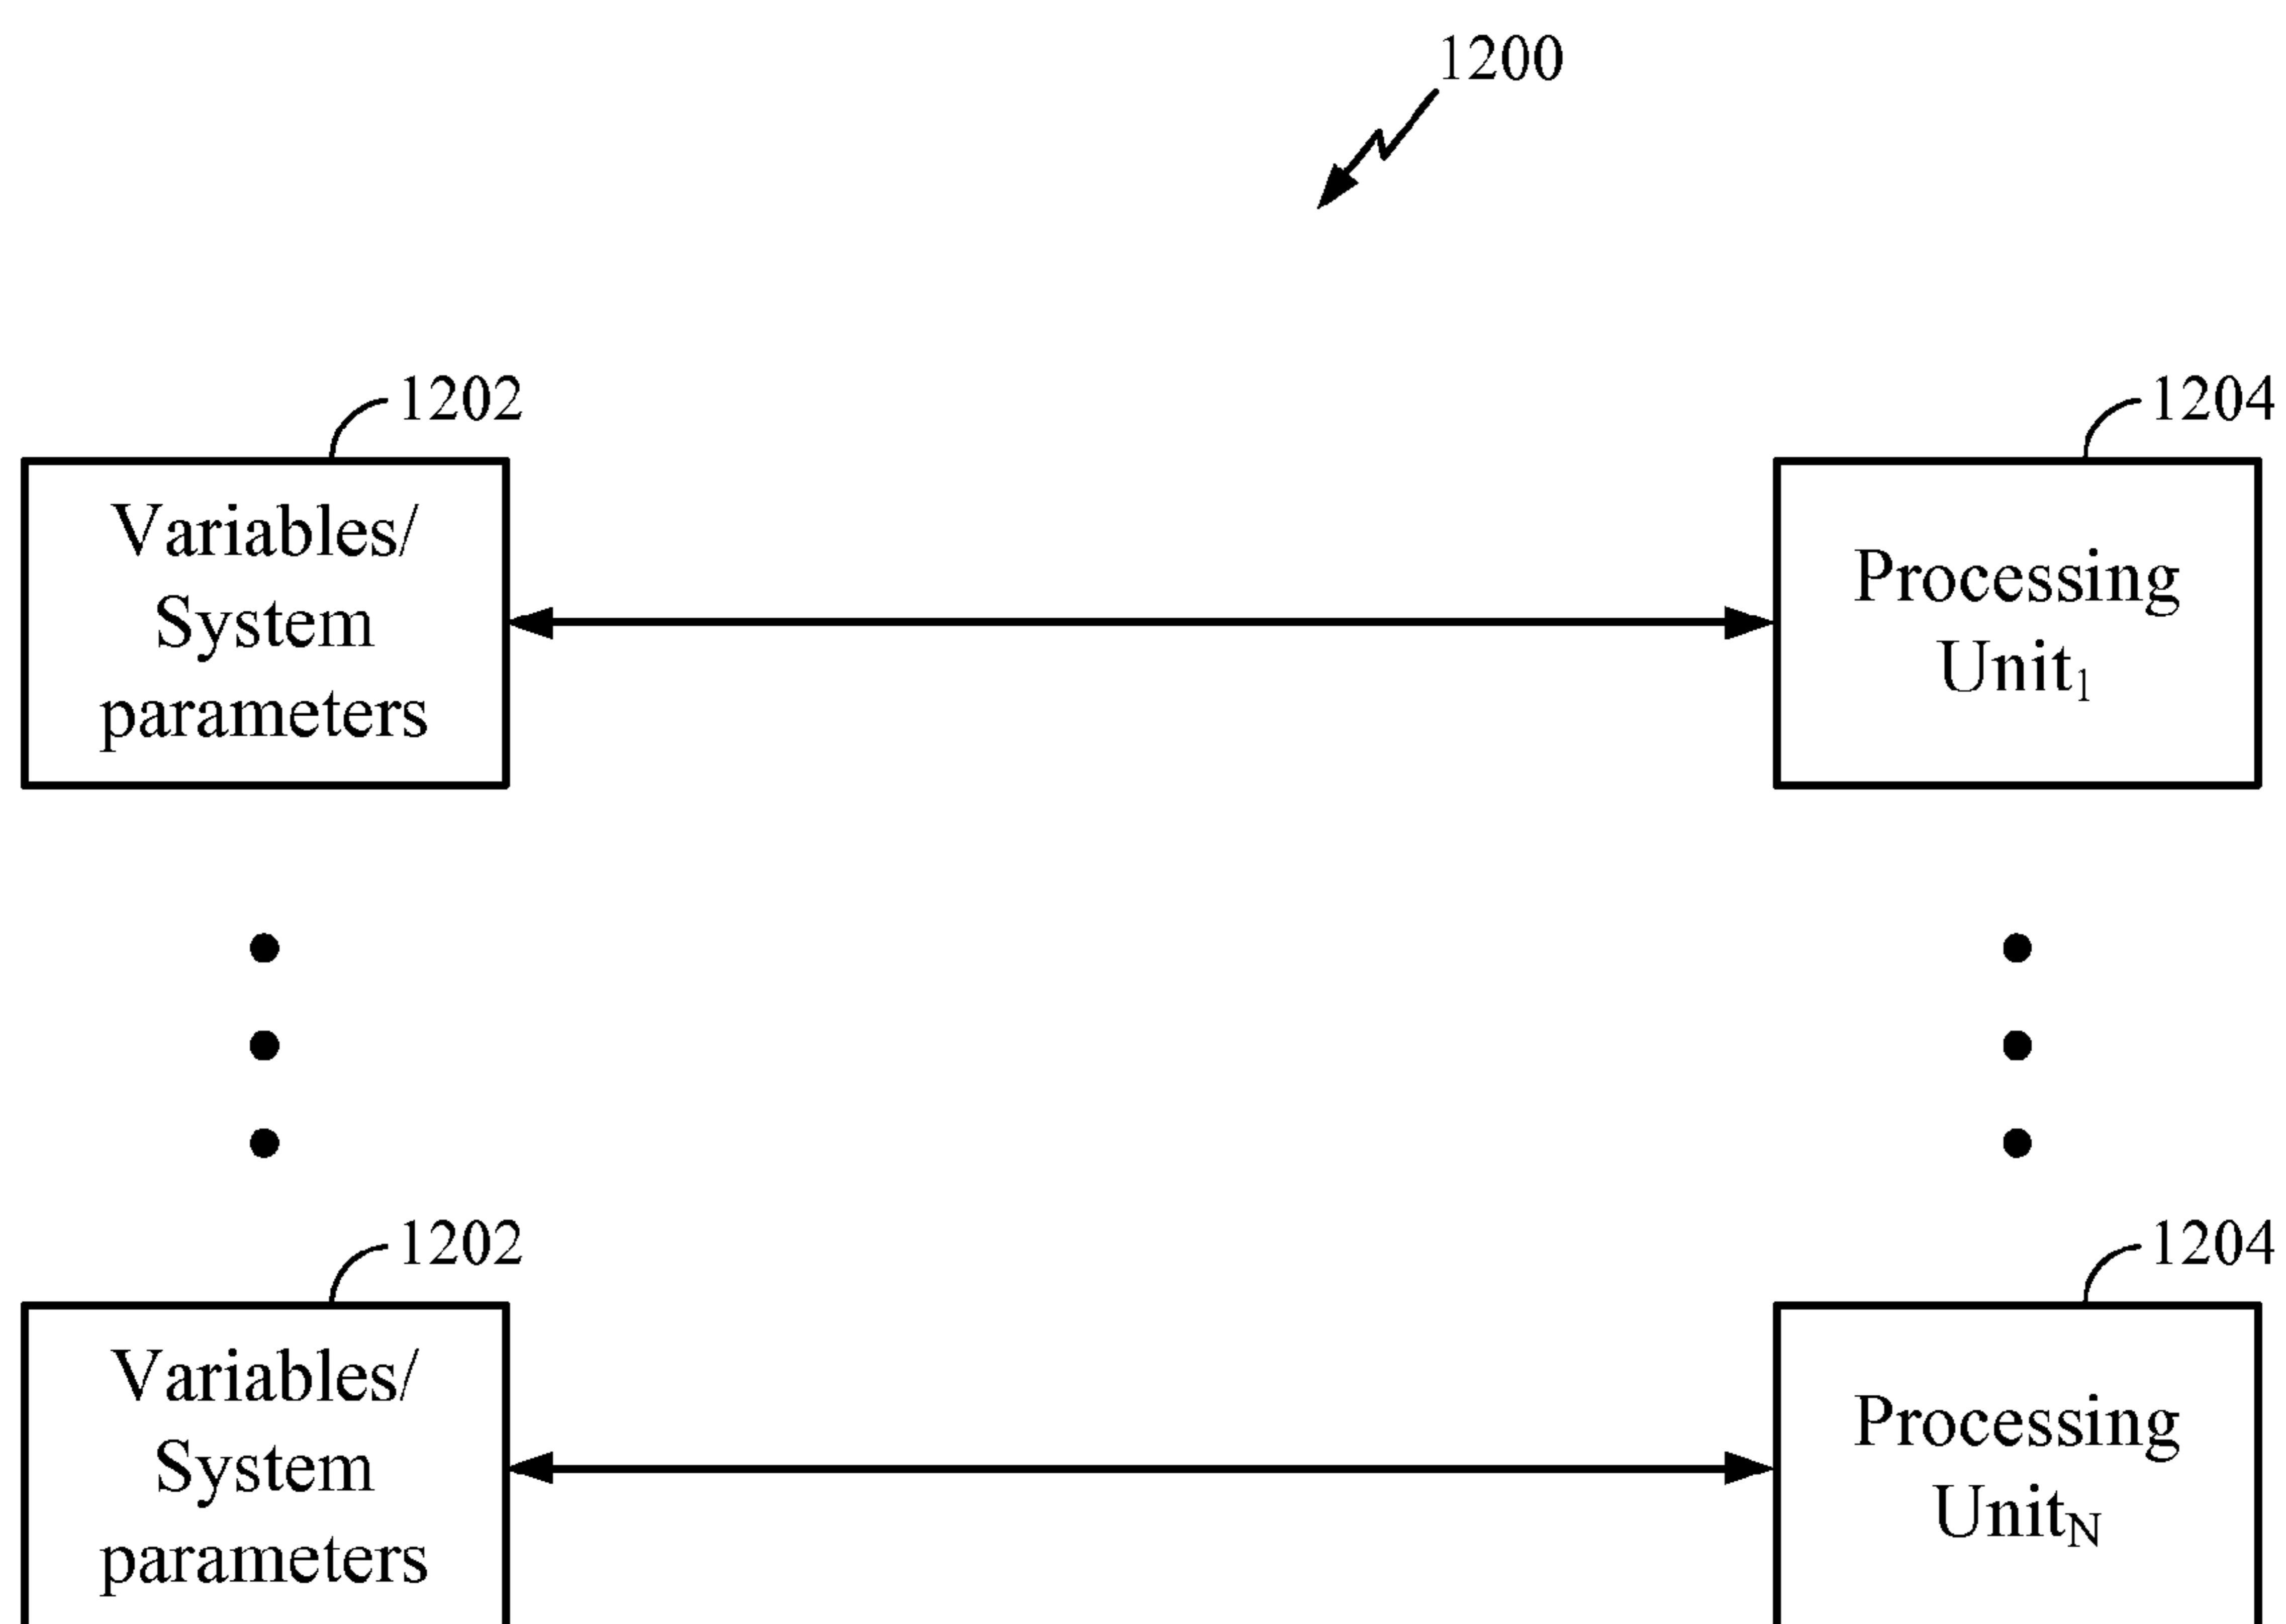 1200
1202
1204
Variables/
System
parameters
Processing
Unit1
1202
1204
Variables/
System
parameters
Processing
UnitN